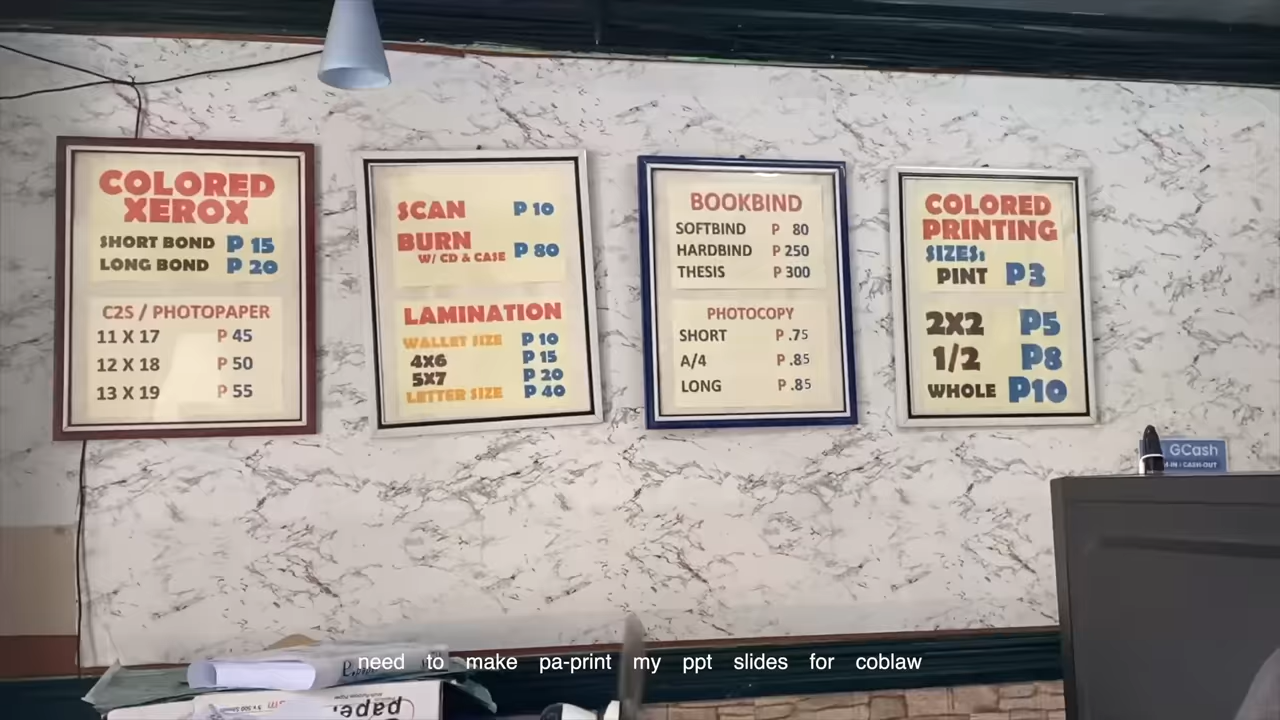 COLORED
XEROX
SHORT BOND P 15
LONG BOND P 20
C2S / PHOTOPAPER
11 X 17 P 45
12 X 18 P 50
13 X 19 P 55
SCAN P 10
BURN
W/ CD & CASE P 80
LAMINATION
WALLET SIZE P 10
4X6 P 15
5X7 P 20
LETTER SIZE P 40
BOOKBIND
SOFTBIND P 80
HARDBIND P 250
THESIS P 300
PHOTOCOPY
SHORT P .75
A/4 P .85
LONG P .85
COLORED
PRINTING
SIZES:
PINT P3
2X2 P5
1/2 P8
WHOLE P10
GCash
CASH-OUT
need to make pa-print my ppt slides for coblaw
pape